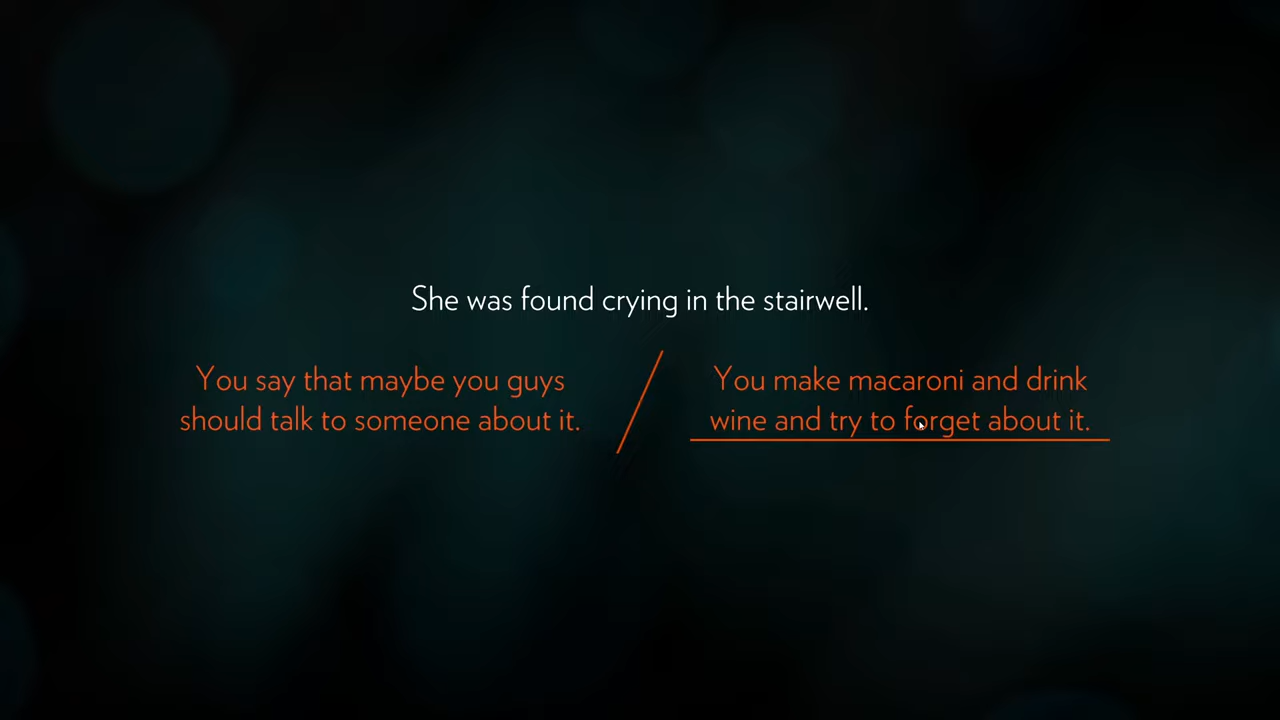 She was found crying in the stairwell.
You say that maybe you guys
should talk to someone about it.
You make macaroni and drink
wine and try to forget about it.